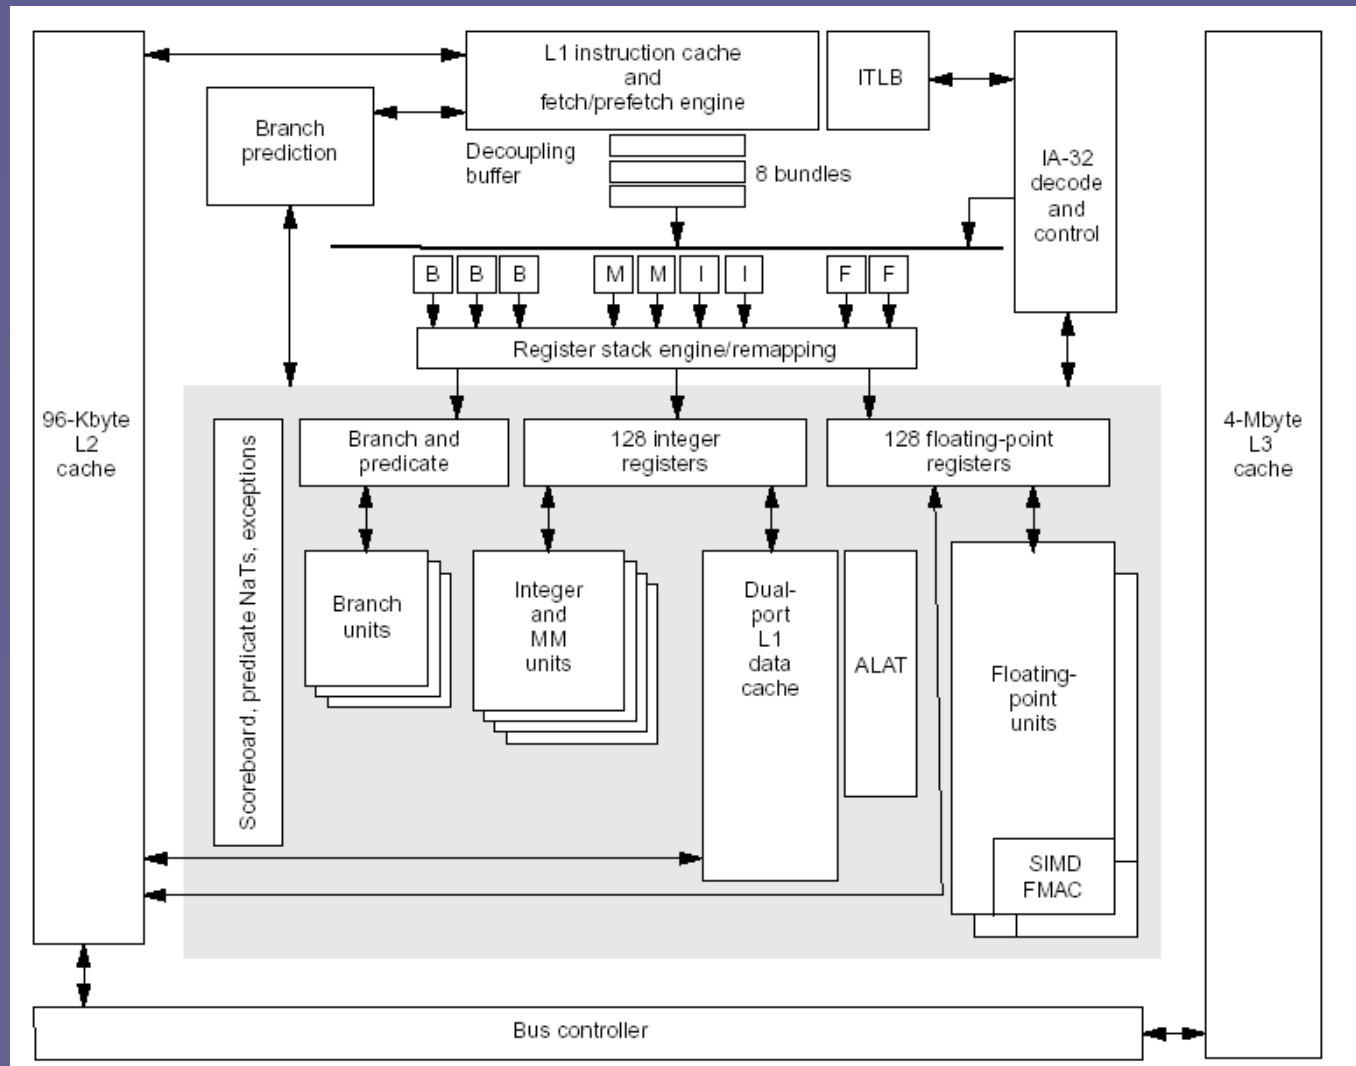 L1 instruction cache
and
fetch/prefetch engine
ITLB
Branch
prediction
Decoupling
buffer
8 bundles
IA-32
decode
and
control
B
B
B
M
M
I
I
F
F
Register stack engine/remapping
96-Kbyte
L2
cache
4-Mbyte
L3
cache
Scoreboard, predicate NaTs, exceptions
Branch and
predicate
128 integer
registers
128 floating-point
registers
Branch
units
Integer
and
MM
units
Dual-
port
L1
data
cache
ALAT
Floating-
point
units
SIMD
FMAC
Bus controller